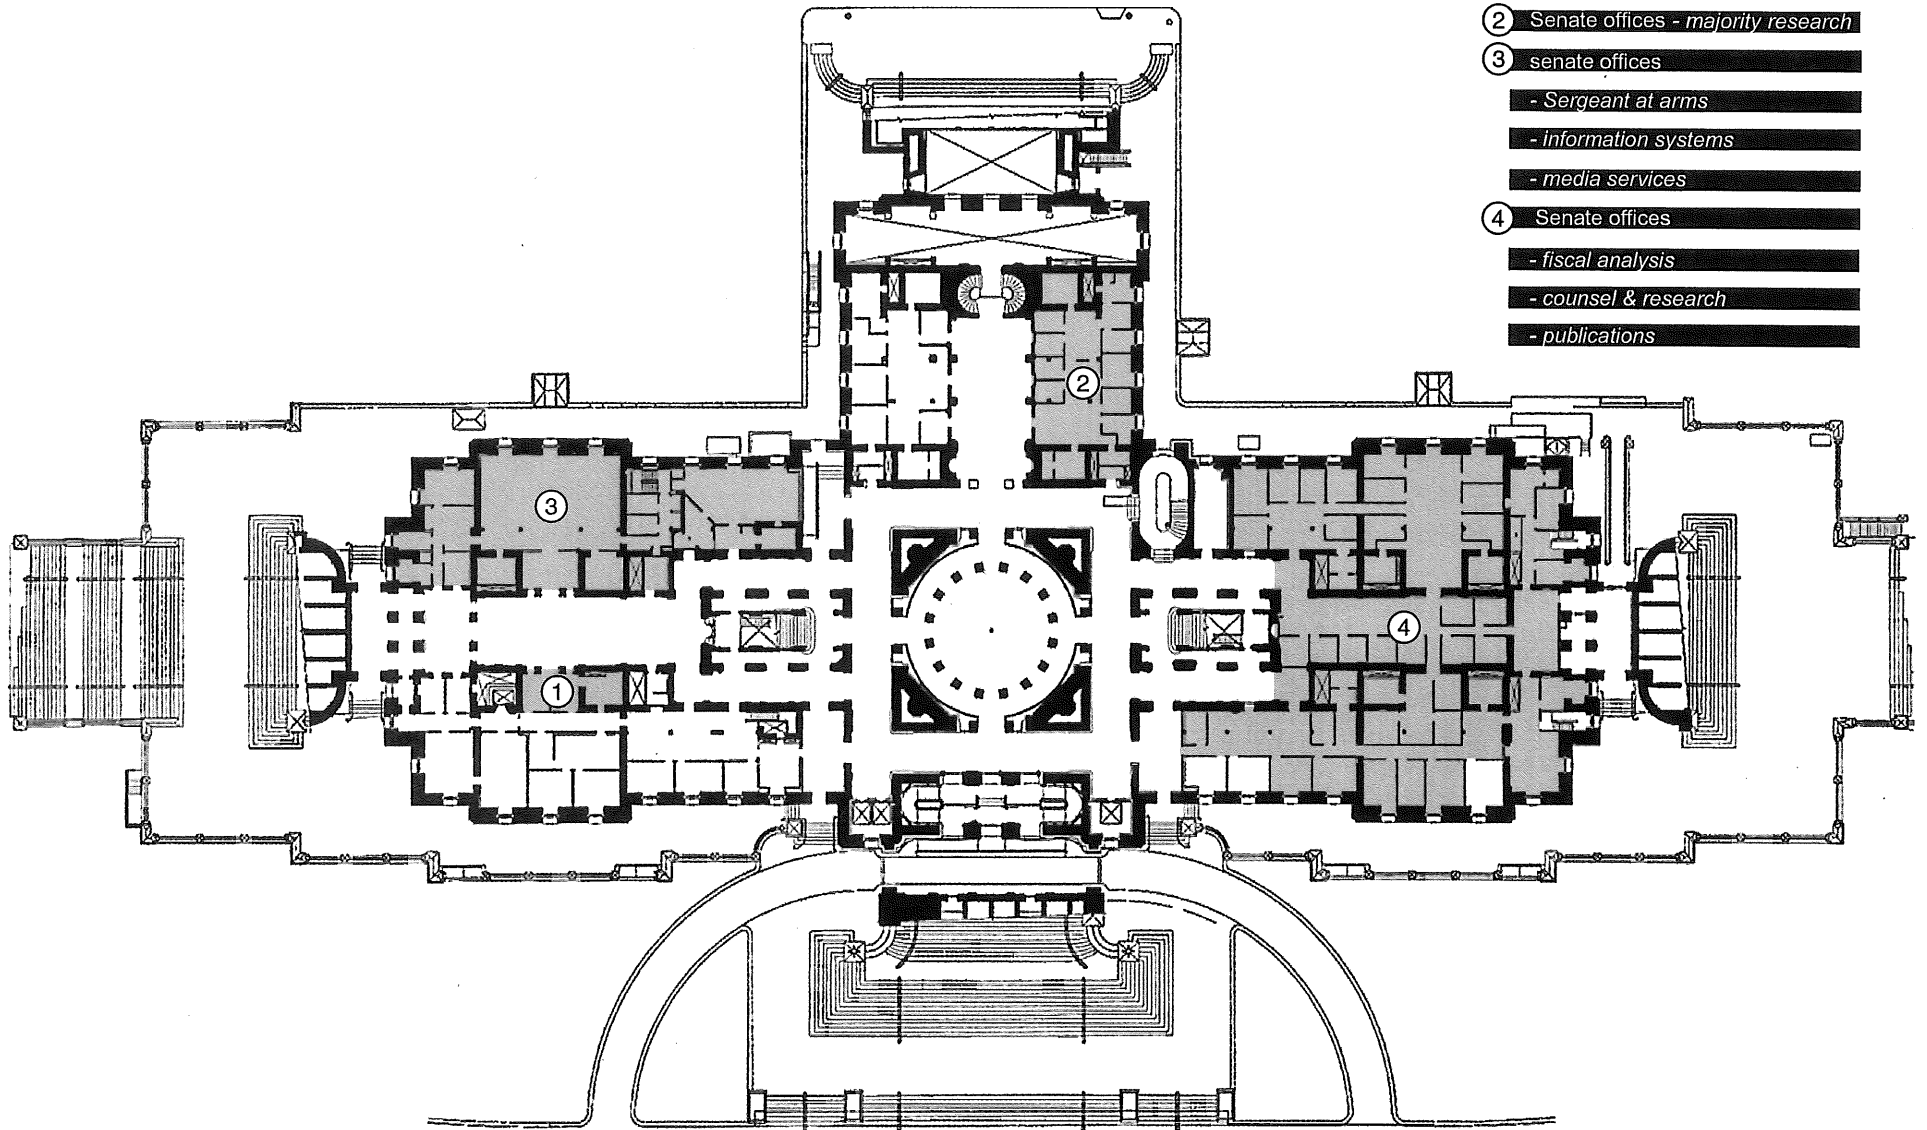 ② Senate offices - majority research
③ senate offices
- Sergeant at arms
- information systems
- media services
④ Senate offices
- fiscal analysis
- counsel & research
- publications
2
3
4
1